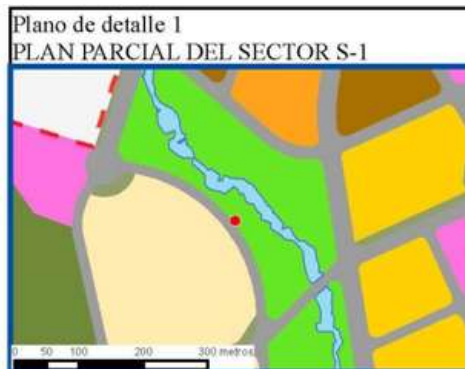 Plano de detalle 1
PLAN PARCIAL DEL SECTOR S-1
0 50 100 200 300 metros